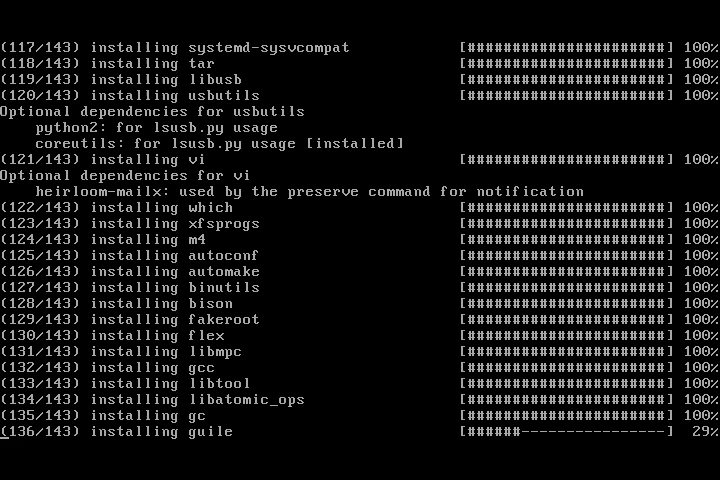 (117/143) installing systemd-sysvcompat [######################] 100%
(118/143) installing tar [######################] 100%
(119/143) installing libusb [######################] 100%
(120/143) installing usbutils [######################] 100%
Optional dependencies for usbutils
python2: for lsusb.py usage
coreutils: for lsusb.py usage [installed]
(121/143) installing vi [######################] 100%
Optional dependencies for vi
heirloom-mailx: used by the preserve command for notification
(122/143) installing which [######################] 100%
(123/143) installing xfsprogs [######################] 100%
(124/143) installing m4 [######################] 100%
(125/143) installing autoconf [######################] 100%
(126/143) installing automake [######################] 100%
(127/143) installing binutils [######################] 100%
(128/143) installing bison [######################] 100%
(129/143) installing fakeroot [######################] 100%
(130/143) installing flex [######################] 100%
(131/143) installing libmpc [######################] 100%
(132/143) installing gcc [######################] 100%
(133/143) installing libtool [######################] 100%
(134/143) installing libatomic_ops [######################] 100%
(135/143) installing gc [######################] 100%
(136/143) installing guile [######----------------] 29%